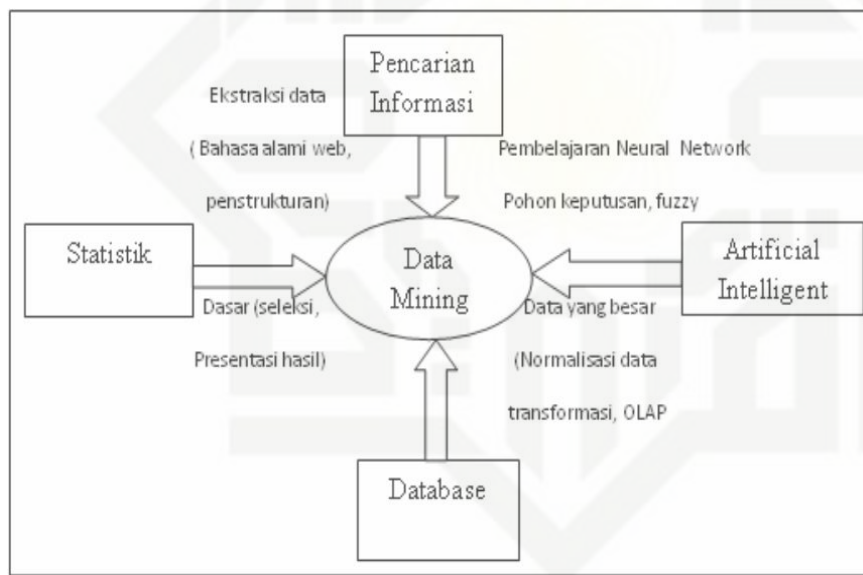 Pencarian
Informasi
Ekstraksi data
( Bahasa alami web,
penstrukturan)
Pembelajaran Neural Network
Pohon keputusan, fuzzy
Statistik
Data
Mining
Artificial
Intelligent
Dasar (seleksi,
Presentasi hasil)
Data yang besar
(Normalisasi data
transformasi, OLAP
Database